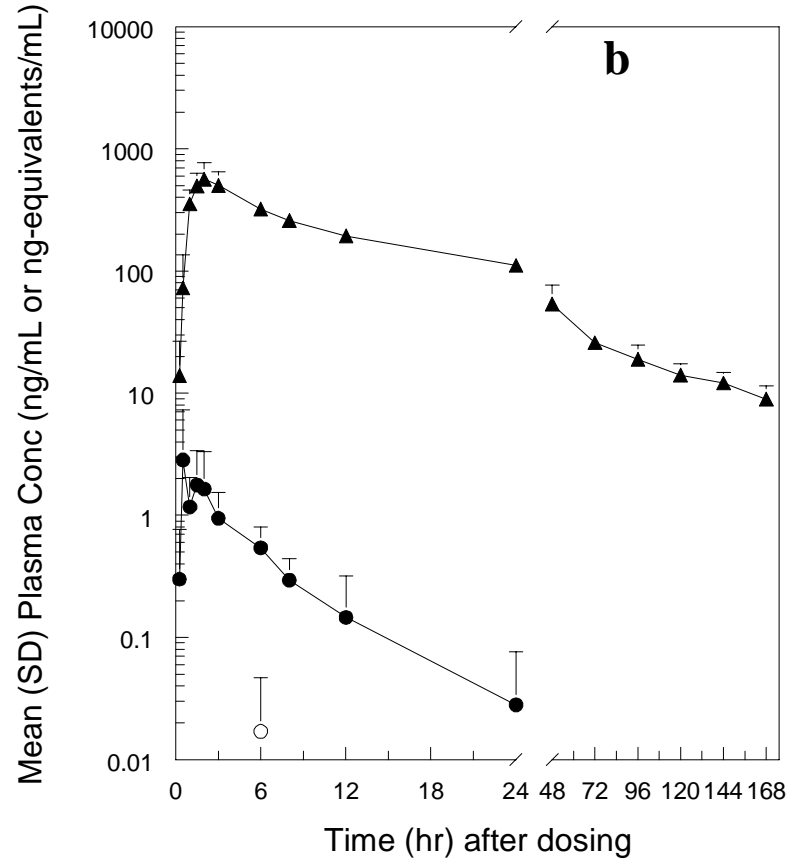 Mean (SD) Plasma Conc (ng/mL or ng-equivalents/mL)
10000
1000
100
10
1
0.1
0.01
b
0 6 12 18 24 48 72 96 120 144 168
Time (hr) after dosing